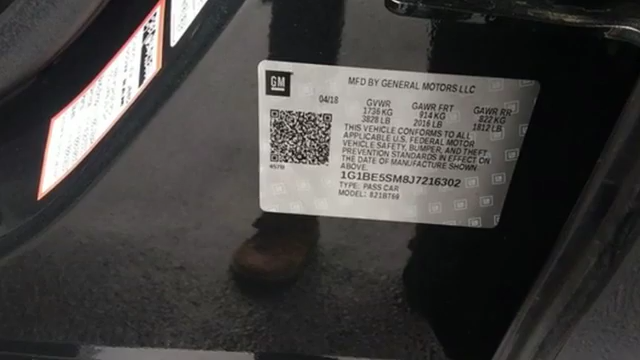 GM
MFD BY GENERAL MOTORS LLC
04/18 GVWR GAWR FRT GAWR RR
1736 KG 914 KG 822 KG
3828 LB 2016 LB 1812 LB
THIS VEHICLE CONFORMS TO ALL
APPLICABLE U.S. FEDERAL MOTOR
VEHICLE SAFETY, BUMPER, AND THEFT
PREVENTION STANDARDS IN EFFECT ON
THE DATE OF MANUFACTURE SHOWN
ABOVE.
1G1BE5SM8J7216302
TYPE: PASS CAR
MODEL: